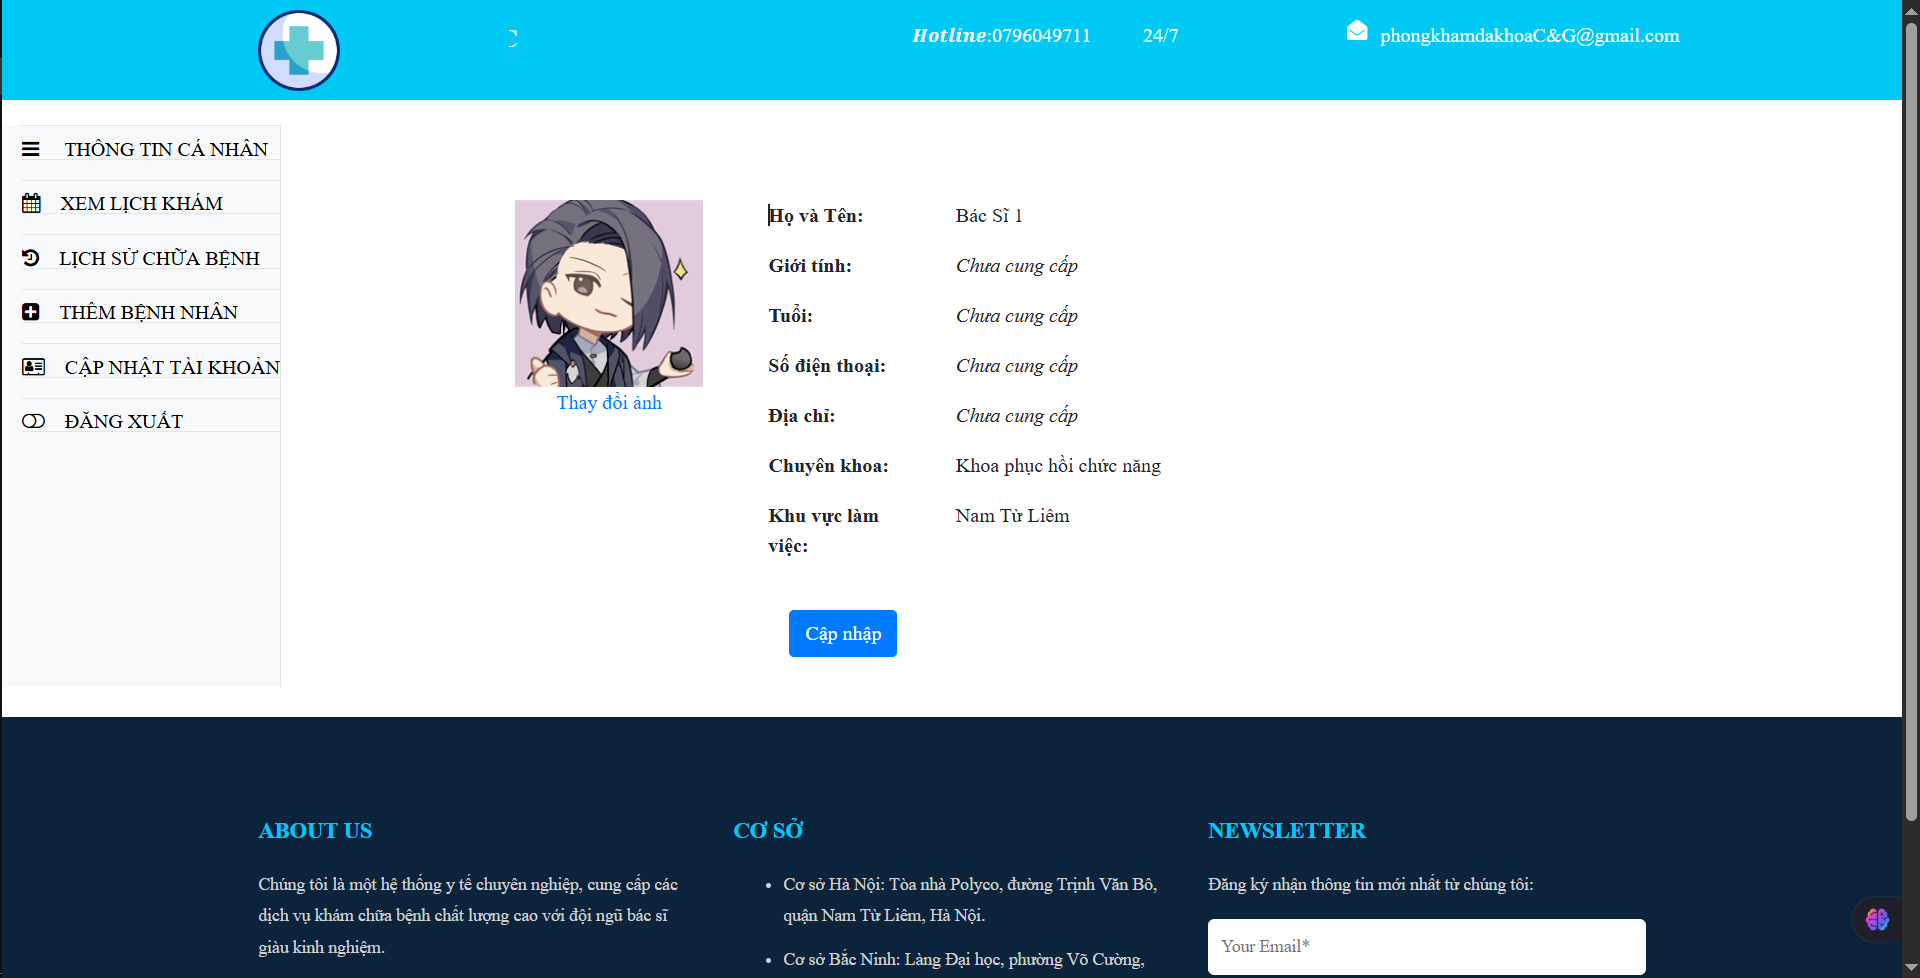 Hotline:0796049711 24/7 phongkhamdakhoaC&G@gmail.com
THÔNG TIN CÁ NHÂN
XEM LỊCH KHÁM
LỊCH SỬ CHỮA BỆNH
THÊM BỆNH NHÂN
CẬP NHẬT TÀI KHOẢN
ĐĂNG XUẤT
Thay đổi ảnh
Họ và Tên: Bác Sĩ 1
Giới tính: Chưa cung cấp
Tuổi: Chưa cung cấp
Số điện thoại: Chưa cung cấp
Địa chỉ: Chưa cung cấp
Chuyên khoa: Khoa phục hồi chức năng
Khu vực làm Nam Từ Liêm
việc:
Cập nhập
ABOUT US
Chúng tôi là một hệ thống y tế chuyên nghiệp, cung cấp các
dịch vụ khám chữa bệnh chất lượng cao với đội ngũ bác sĩ
giàu kinh nghiệm.
CƠ SỞ
• Cơ sở Hà Nội: Tòa nhà Polyco, đường Trịnh Văn Bô,
quận Nam Từ Liêm, Hà Nội.
• Cơ sở Bắc Ninh: Làng Đại học, phường Võ Cường,
NEWSLETTER
Đăng ký nhận thông tin mới nhất từ chúng tôi:
Your Email*